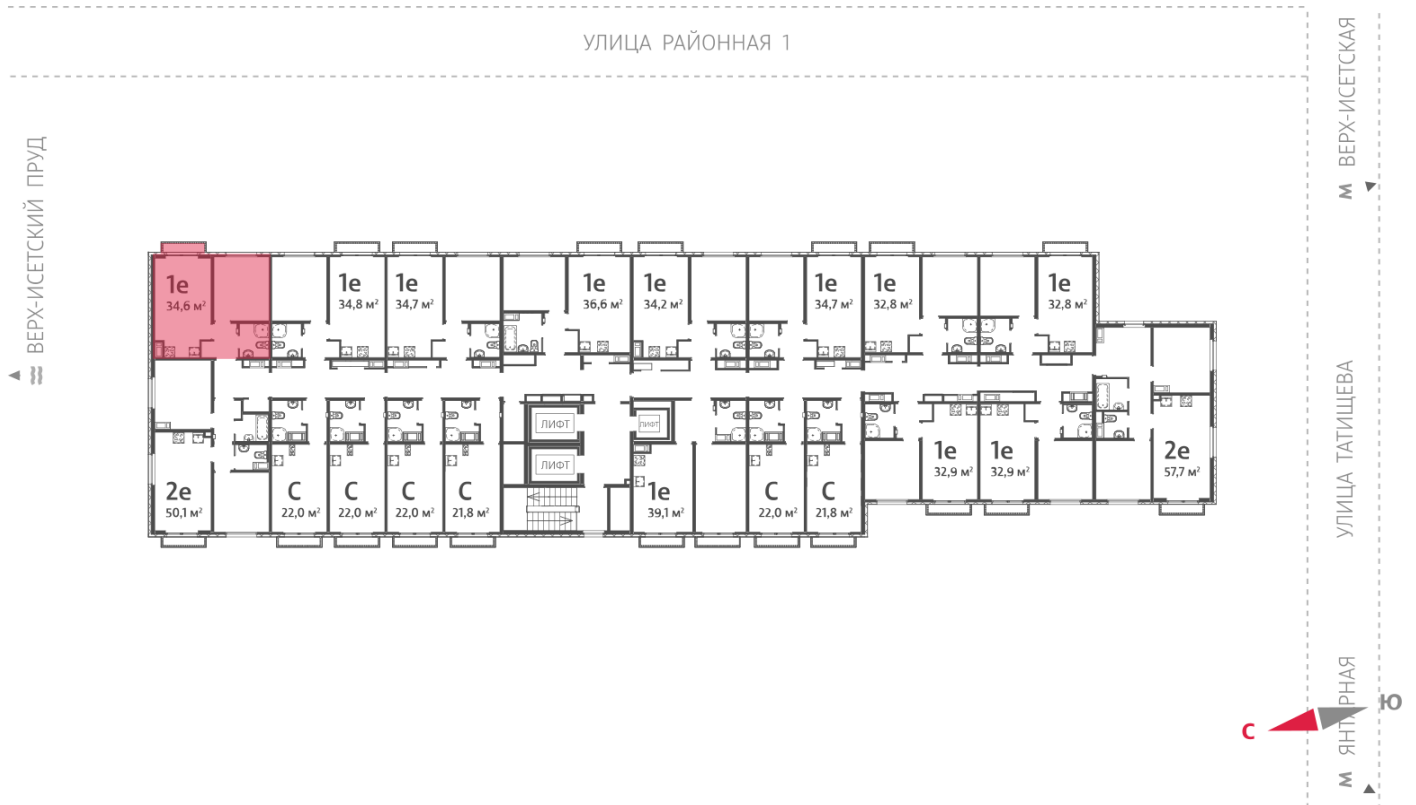 УЛИЦА РАЙОННАЯ 1
М ВЕРХ-ИСЕТСКАЯ
ВЕРХ-ИСЕТСКИЙ ПРУД
1е
34,6 м²
1е
34,8 м²
1е
34,7 м²
1е
36,6 м²
1е
34,2 м²
1е
34,7 м²
1е
32,8 м²
1е
32,8 м²
ЛИФТ
ЛИФТ
ЛИФТ
2е
50,1 м²
С
22,0 м²
С
22,0 м²
С
22,0 м²
С
21,8 м²
1е
39,1 м²
С
22,0 м²
С
21,8 м²
1е
32,9 м²
1е
32,9 м²
2е
57,7 м²
УЛИЦА ТАТИЩЕВА
М ЯНТАРНАЯ
С
Ю